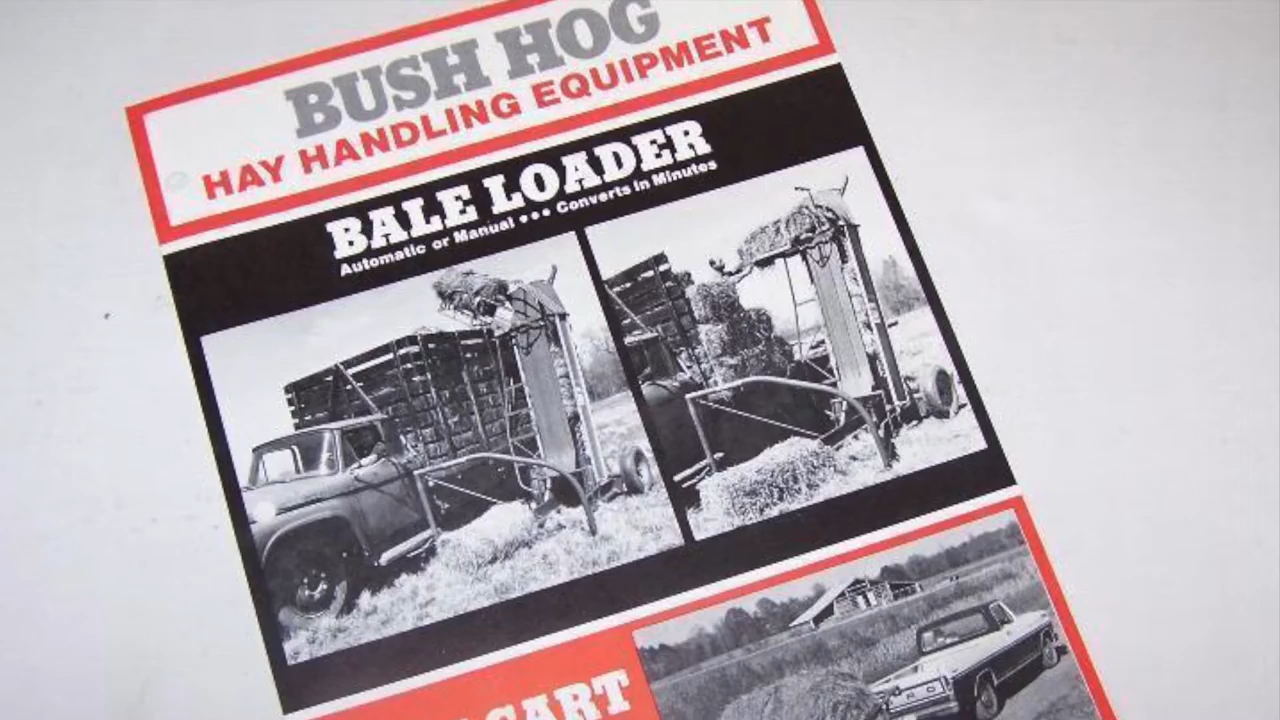 BUSH HOG
HAY HANDLING EQUIPMENT
BALE LOADER
Automatic or Manual ••• Converts in Minutes
CART